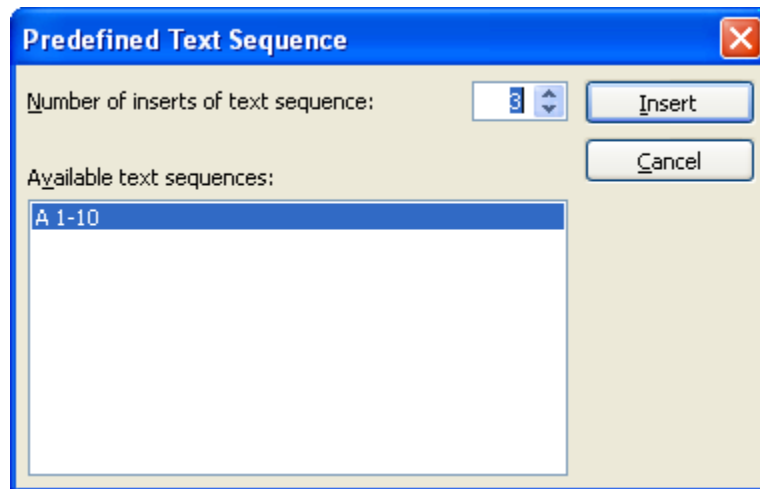 Predefined Text Sequence
Number of inserts of text sequence: 3 Insert
Cancel
Available text sequences:
A 1-10